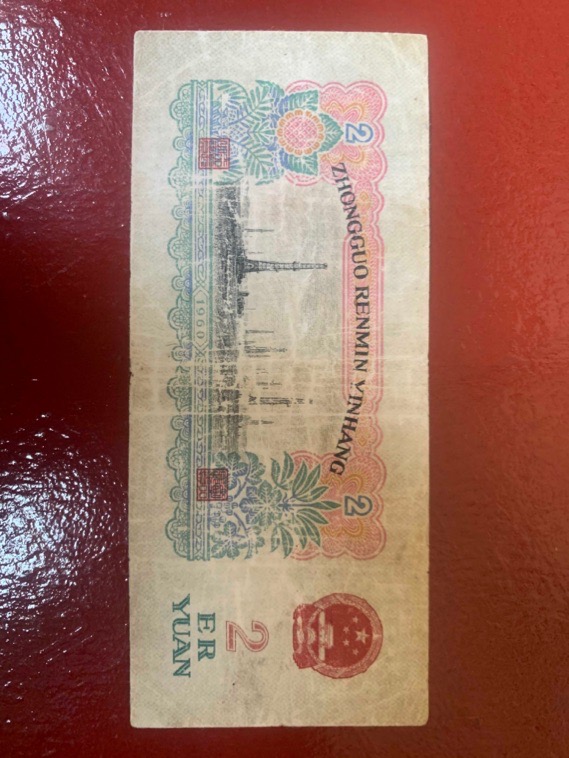 2
ZHONGGUO RENMIN YINHANG
2
1960
2
ER
YUAN